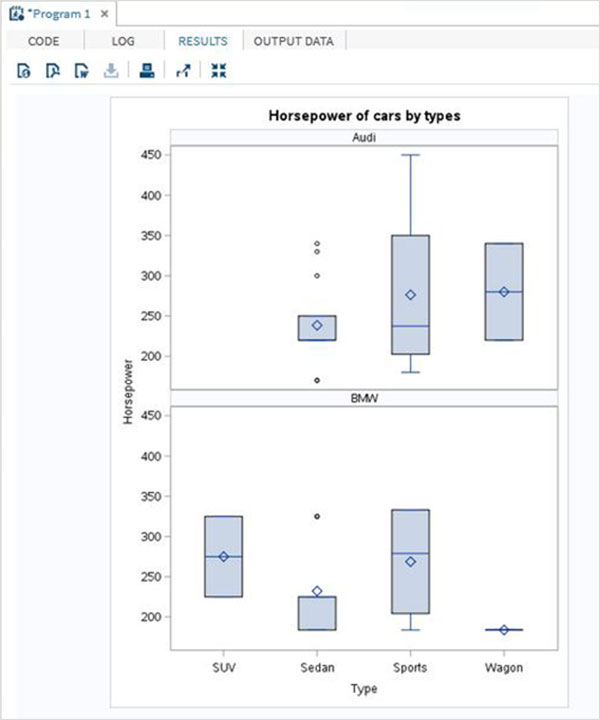 *Program 1 ×
CODE LOG RESULTS OUTPUT DATA
Horsepower of cars by types
Audi
450
400
350
300
250
200
Horsepower
BMW
450
400
350
300
250
200
SUV Sedan Sports Wagon
Type